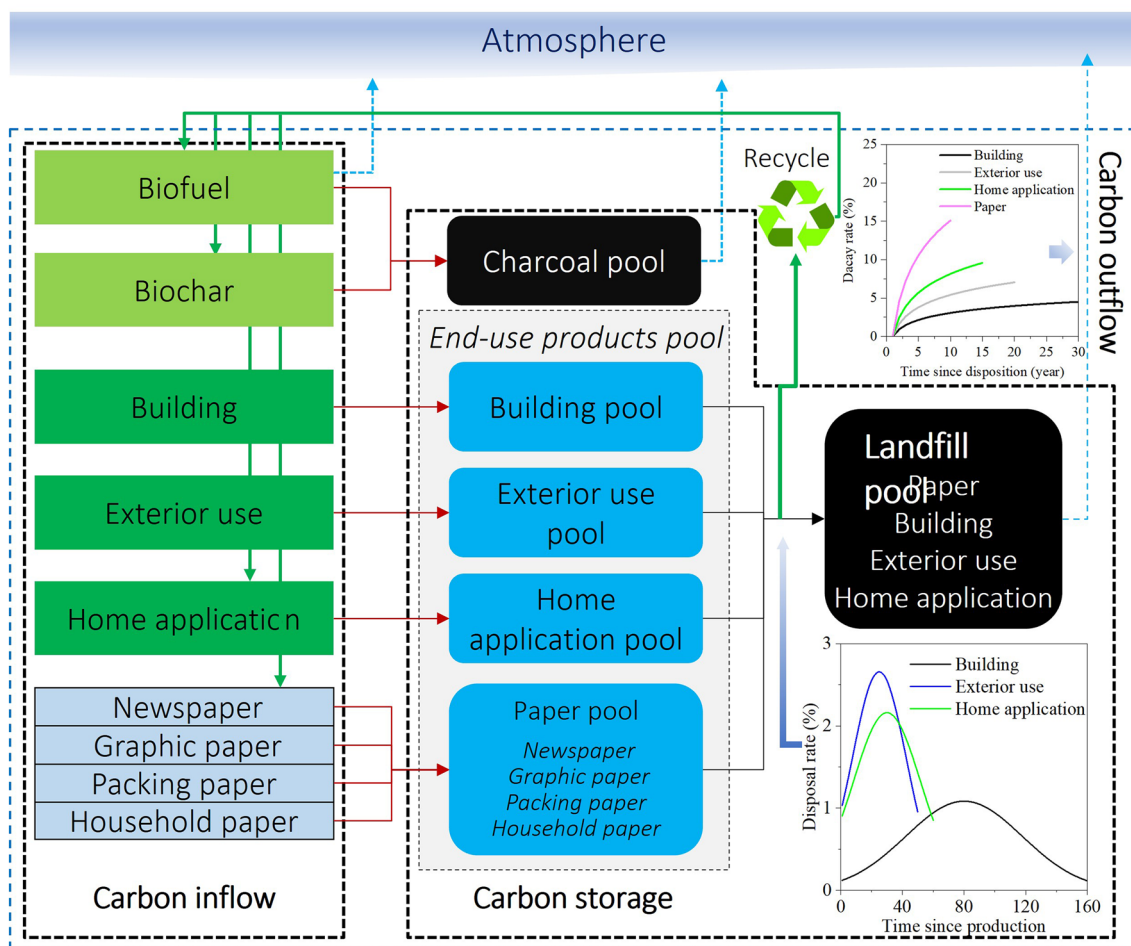 Atmosphere
Biofuel
Biochar
Building
Exterior use
Home application
Newspaper
Graphic paper
Packing paper
Household paper
Carbon inflow
Charcoal pool
End-use products pool
Building pool
Exterior use
pool
Home
application pool
Paper pool
Newspaper
Graphic paper
Packing paper
Household paper
Carbon storage
Recycle
25
20
15
10
5
0
Dacay rate (%)
Building
Exterior use
Home application
Paper
0
5
10
15
20
25
30
Time since disposition (year)
Carbon outflow
Landfill
pool
Paper
Building
Exterior use
Home application
3
2
1
0
Disposal rate (%)
Building
Exterior use
Home application
0
40
80
120
160
Time since production